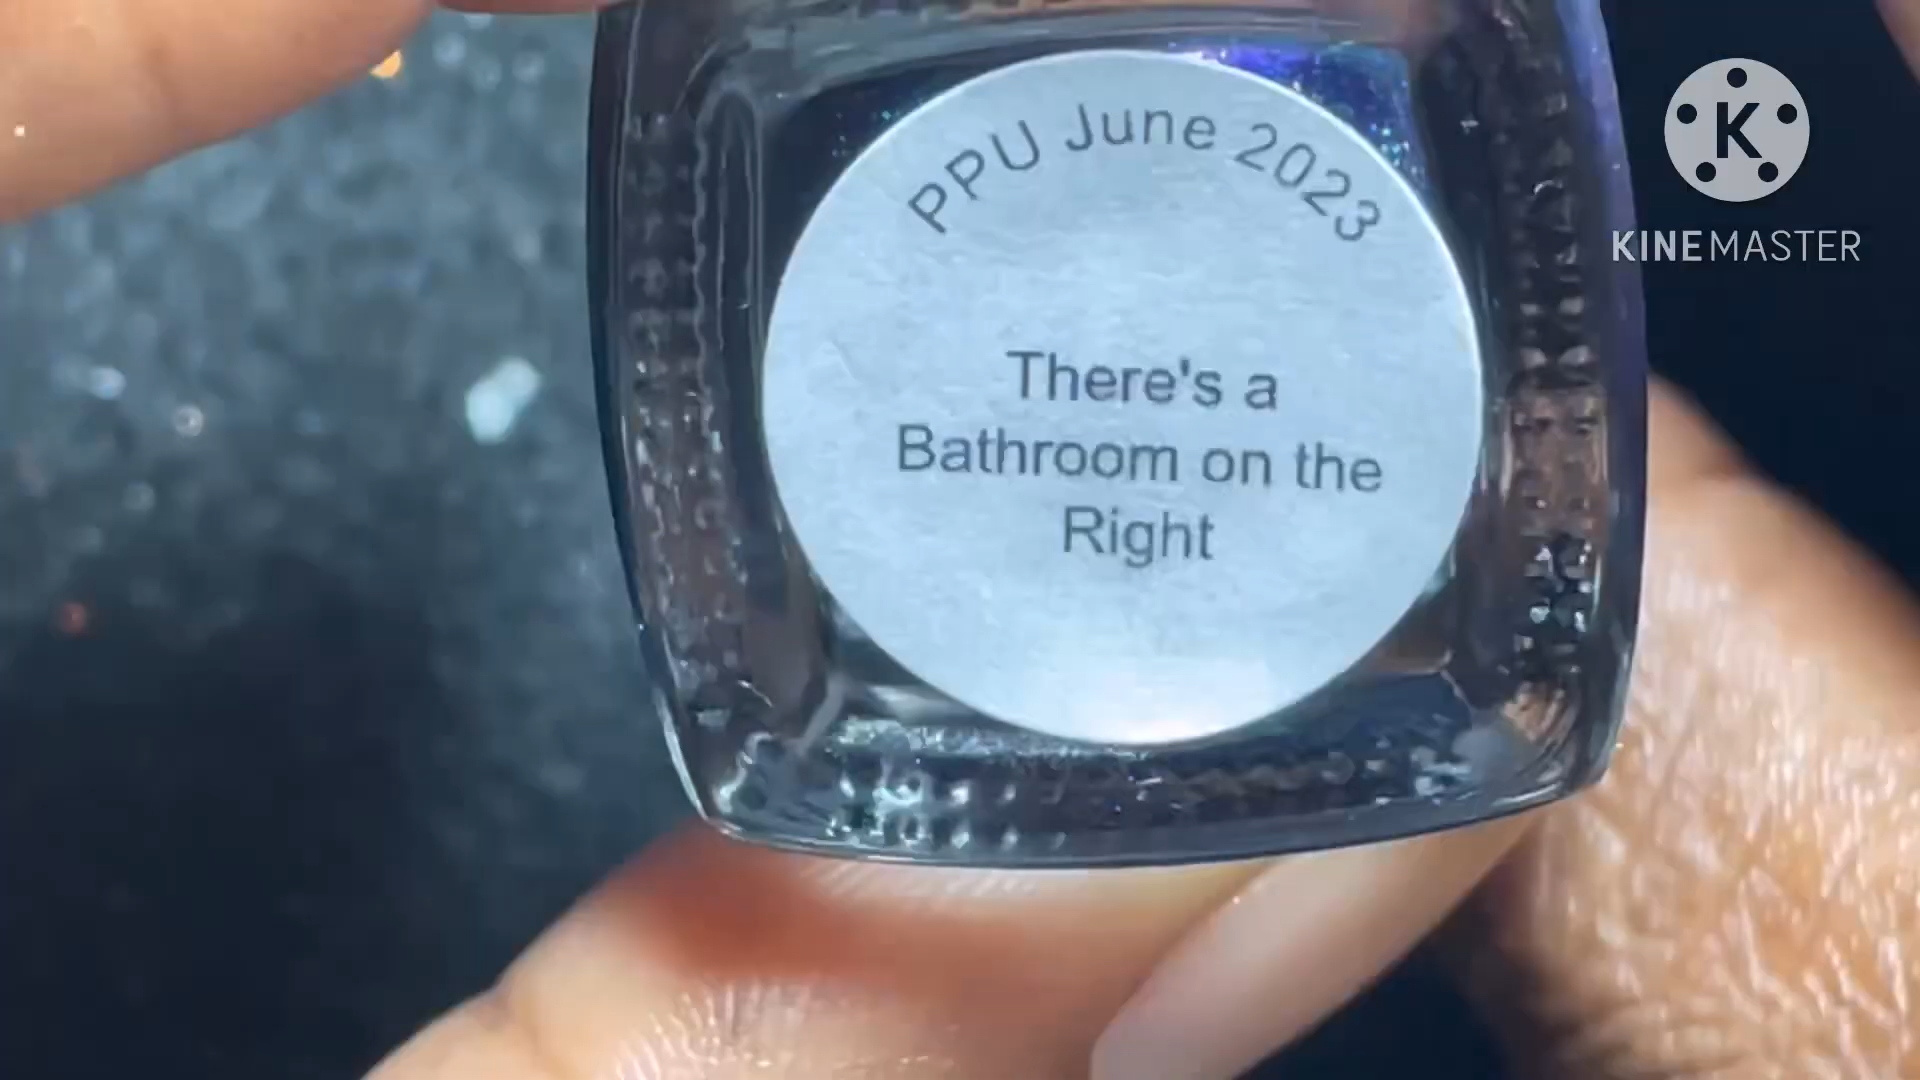 PPU June 2023
There's a
Bathroom on the
Right
K
KINEMASTER